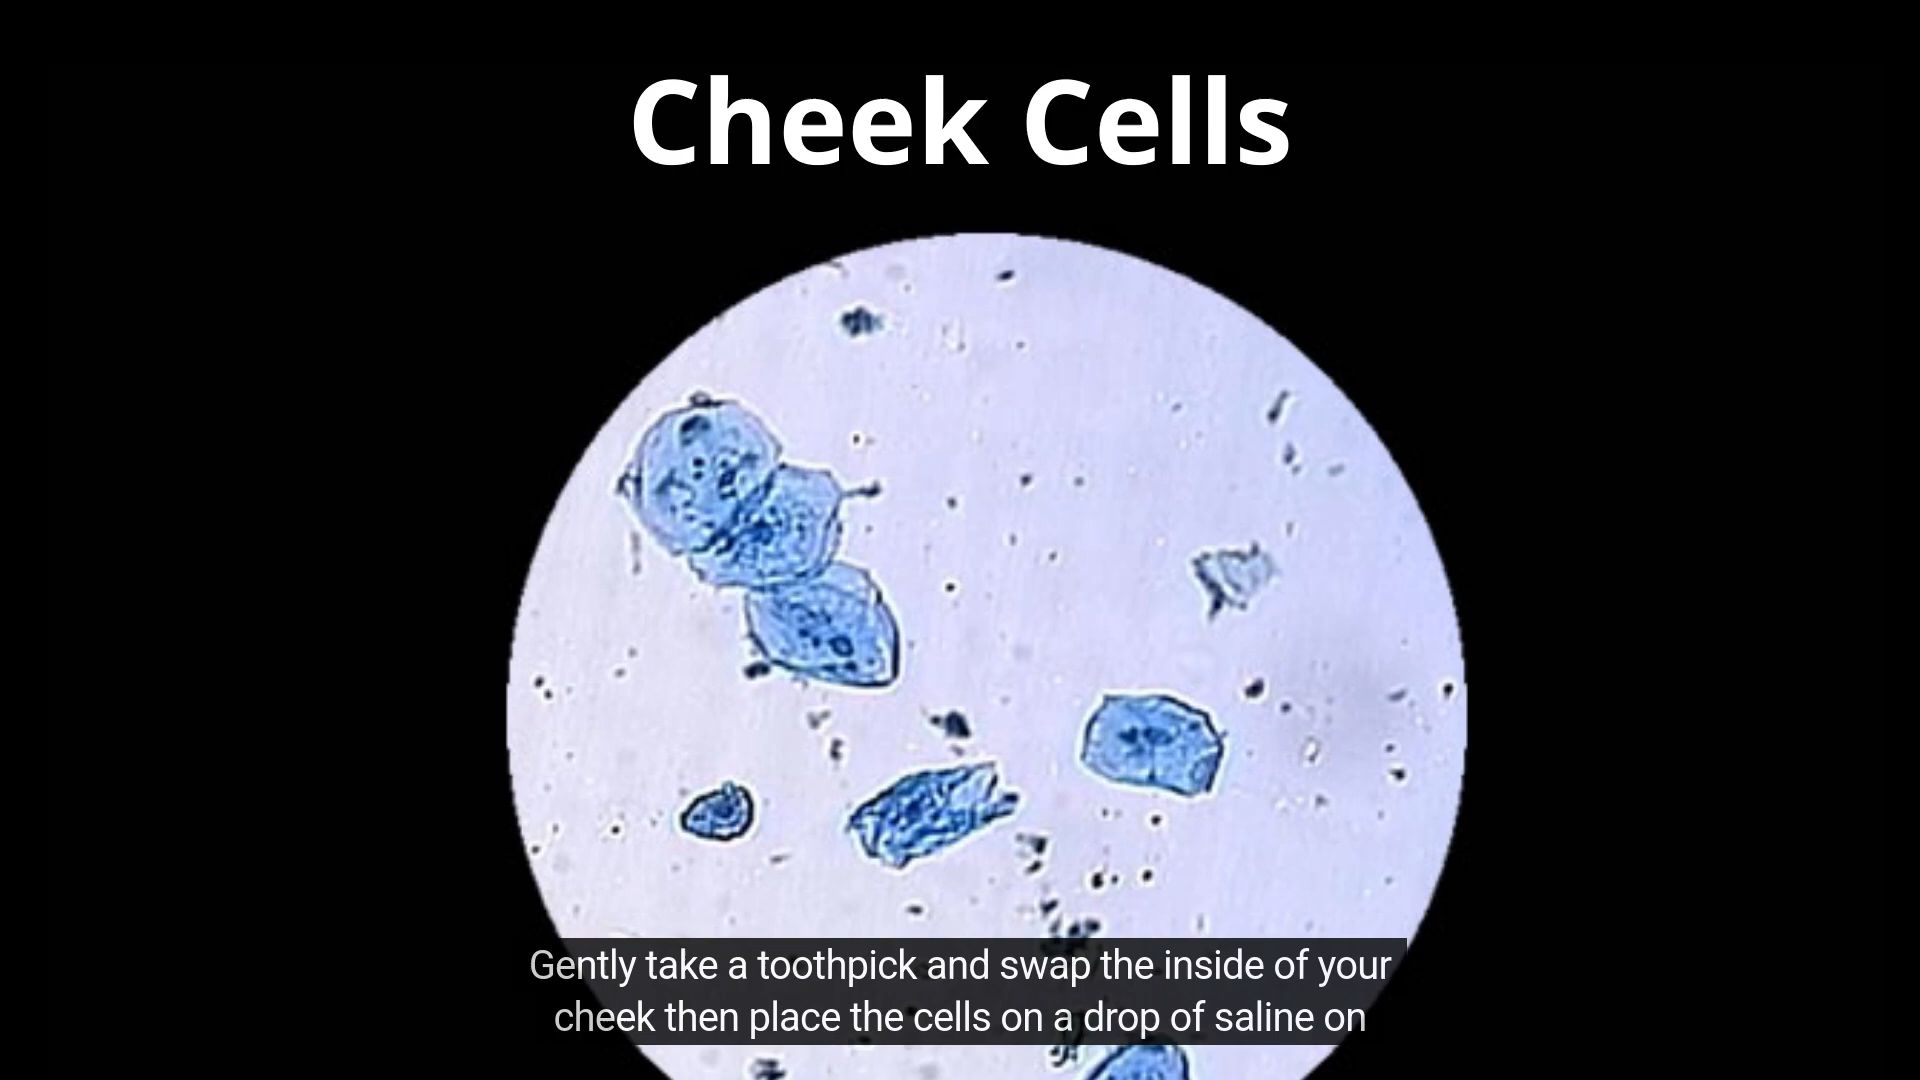 Cheek Cells
Gently take a toothpick and swap the inside of your
cheek then place the cells on a drop of saline on